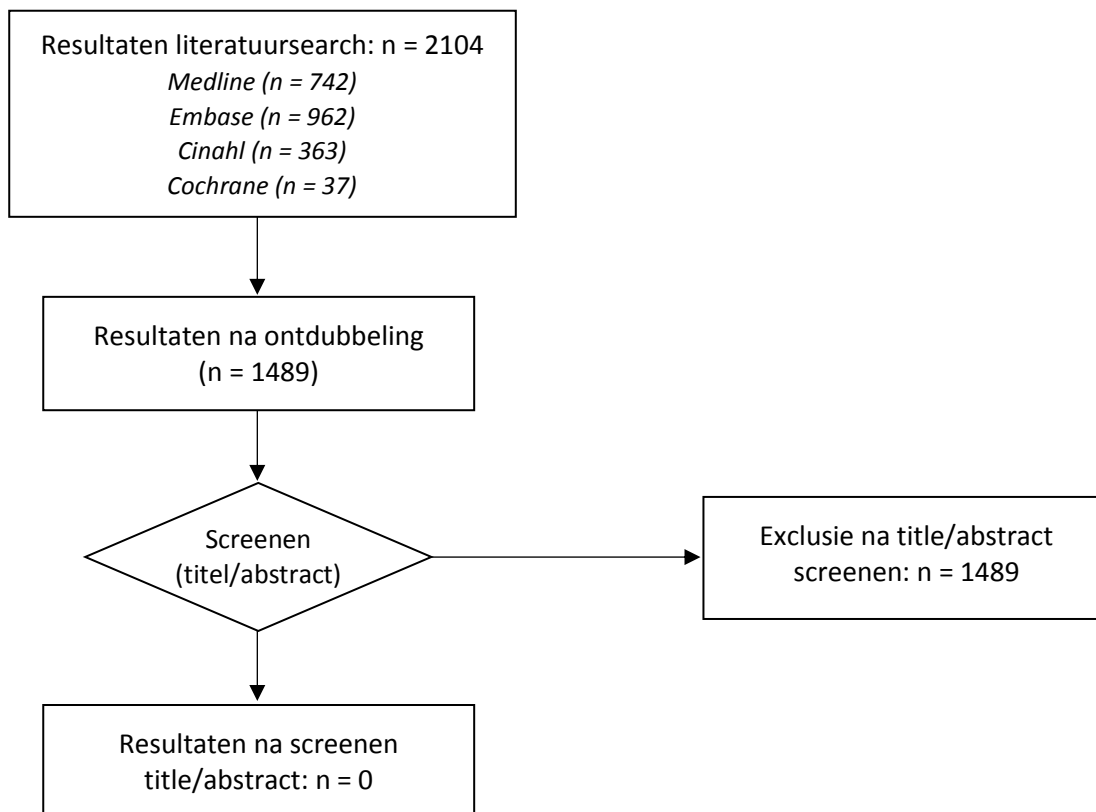 Resultaten literatuursearch: n = 2104
Medline (n = 742)
Embase (n = 962)
Cinahl (n = 363)
Cochrane (n = 37)
Resultaten na ontdubbeling
(n = 1489)
Screenen
(titel/abstract)
Exclusie na title/abstract
screenen: n = 1489
Resultaten na screenen
title/abstract: n = 0